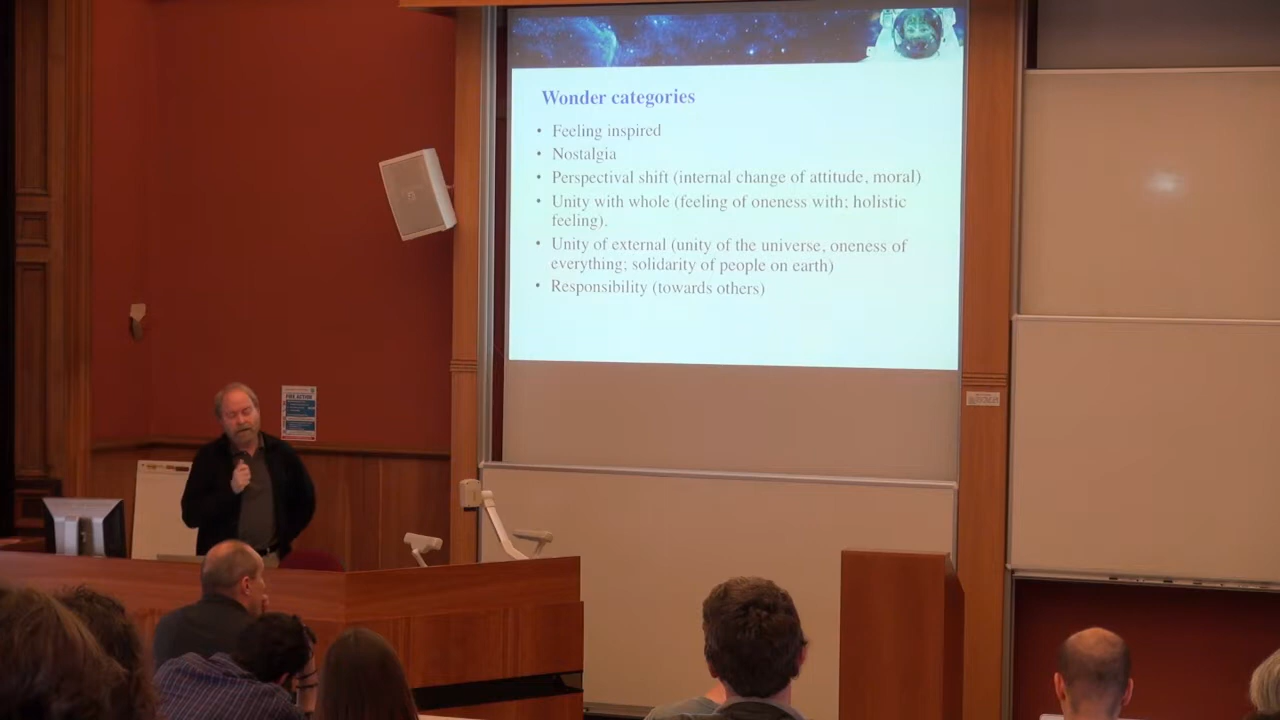 Wonder categories
• Feeling inspired
• Nostalgia
• Perspectival shift (internal change of attitude, moral)
• Unity with whole (feeling of oneness with; holistic
feeling).
• Unity of external (unity of the universe, oneness of
everything; solidarity of people on earth)
• Responsibility (towards others)
FIRE ACTION